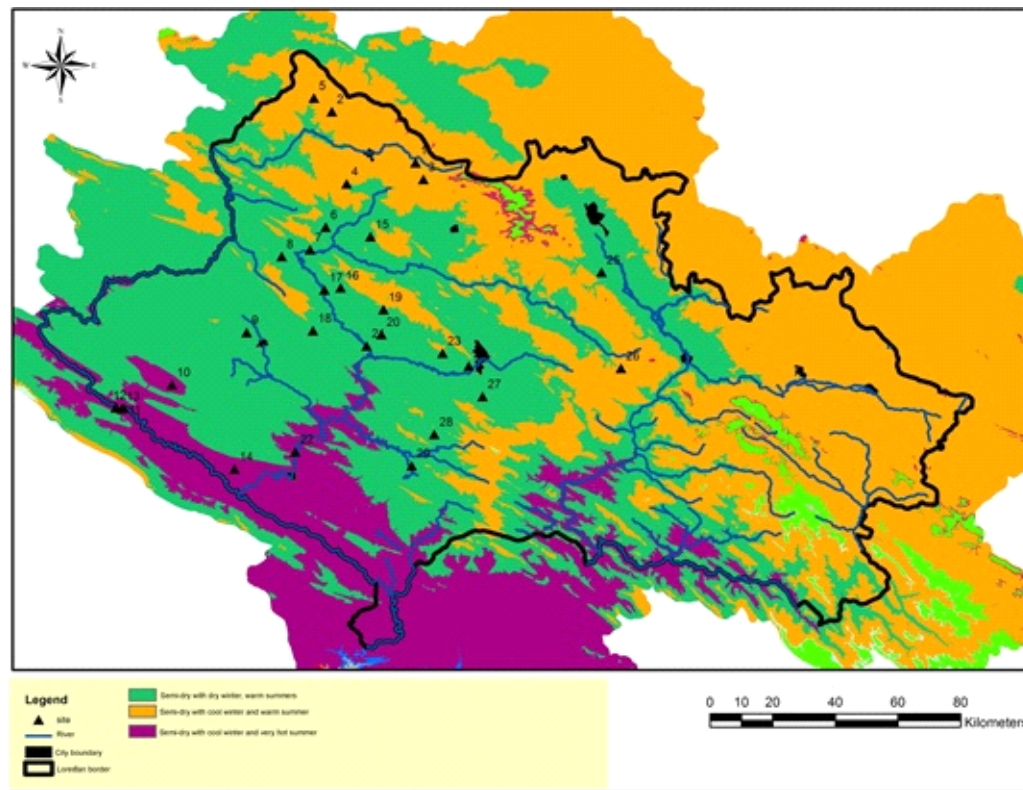 N
W E
S
5
2
4
6
15
8
17 16
19
18
20
9
23
25
26
10
27
12
28
14
22
29
Legend
site
River
City boundary
Semi-dry with dry winter, warm summers
Semi-dry with cool winter and warm summer
Semi-dry with cool winter and very hot summer
0 10 20 40 60 80
Kilometers